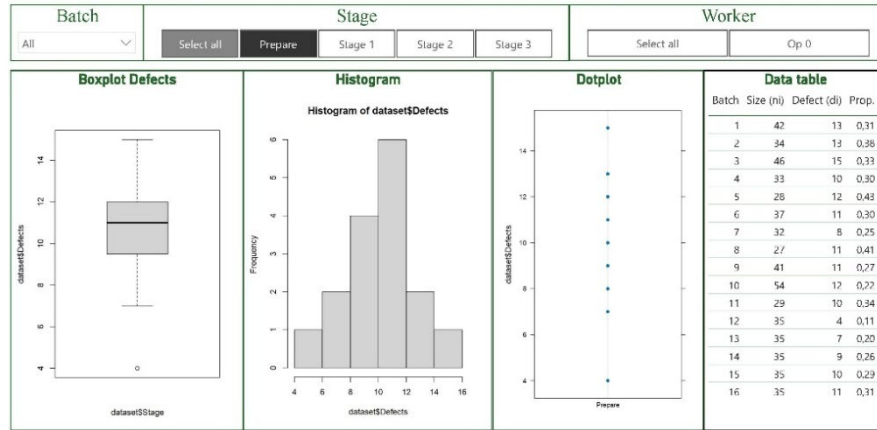 Batch
Stage
Worker
All
Select all
Prepare
Stage 1
Stage 2
Stage 3
Select all
Op 0
Boxplot Defects
Histogram
Dotplot
Data table
dataset$Defects
14
12
10
8
6
4
dataset$Stage
Histogram of dataset$Defects
Frequency
6
5
4
3
2
1
0
4 6 8 10 12 14 16
dataset$Defects
dataset$Defects
14
12
10
8
6
4
Prepare
Batch Size (ni) Defect (di) Prop.
1 42 13 0,31
2 34 13 0,38
3 46 15 0,33
4 33 10 0,30
5 28 12 0,43
6 37 11 0,30
7 32 8 0,25
8 27 11 0,41
9 41 11 0,27
10 54 12 0,22
11 29 10 0,34
12 35 4 0,11
13 35 7 0,20
14 35 9 0,26
15 35 10 0,29
16 35 11 0,31